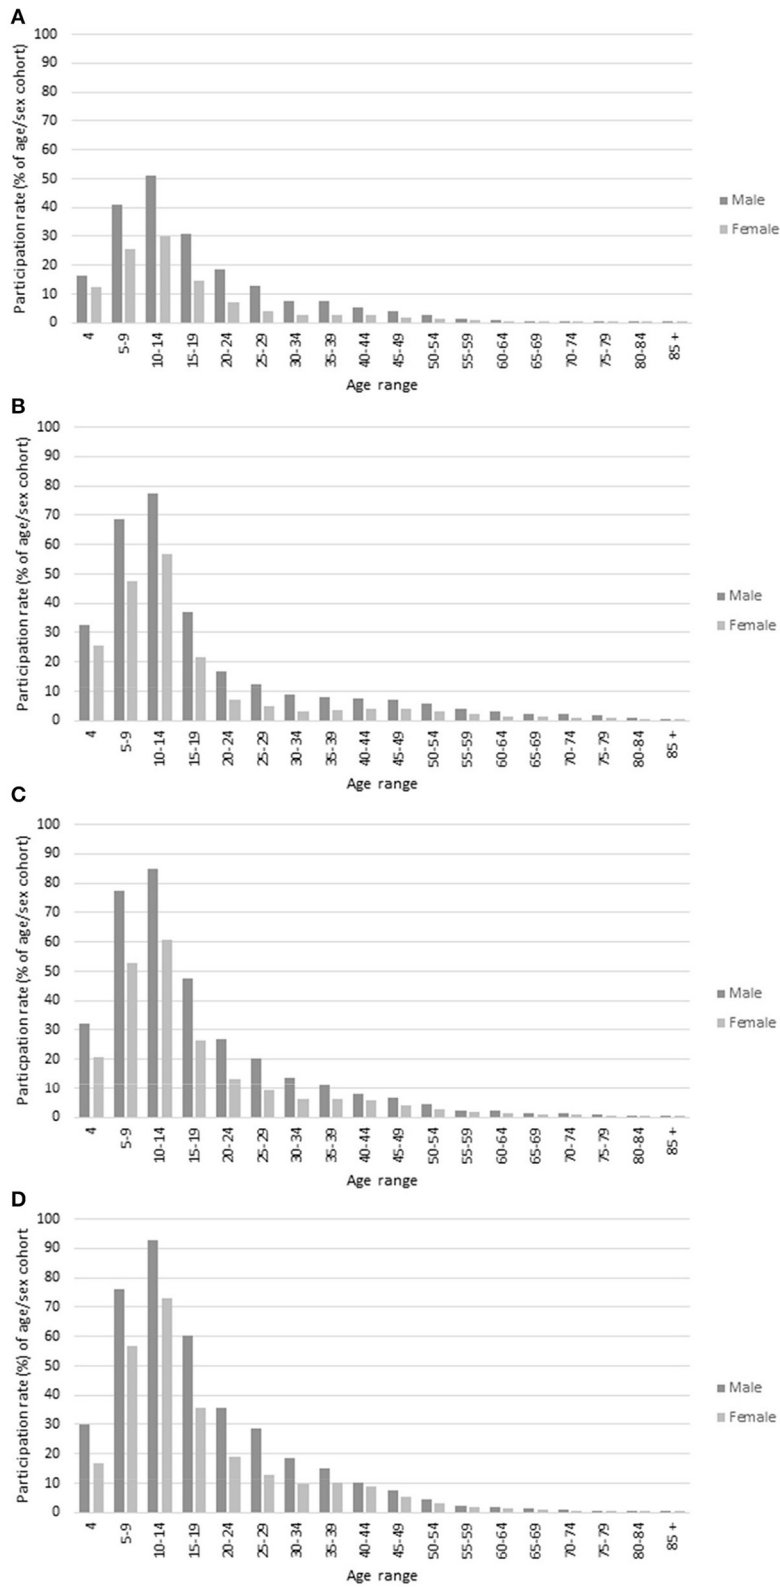 A
Participation rate (% of age/sex cohort)
100
90
80
70
60
50
40
30
20
10
0
4 5-9 10-14 15-19 20-24 25-29 30-34 35-39 40-44 45-49 50-54 55-59 60-64 65-69 70-74 75-79 80-84 85 +
Age range
Male
Female
B
Participation rate (% of age/sex cohort)
100
90
80
70
60
50
40
30
20
10
0
4 5-9 10-14 15-19 20-24 25-29 30-34 35-39 40-44 45-49 50-54 55-59 60-64 65-69 70-74 75-79 80-84 85 +
Age range
Male
Female
C
Particpation rate (% of age/sex cohort)
100
90
80
70
60
50
40
30
20
10
0
4 5-9 10-14 15-19 20-24 25-29 30-34 35-39 40-44 45-49 50-54 55-59 60-64 65-69 70-74 75-79 80-84 85 +
Age range
Male
Female
D
Participation rate (%) of age/sex cohort
100
90
80
70
60
50
40
30
20
10
0
4 5-9 10-14 15-19 20-24 25-29 30-34 35-39 40-44 45-49 50-54 55-59 60-64 65-69 70-74 75-79 80-84 85 +
Age range
Male
Female